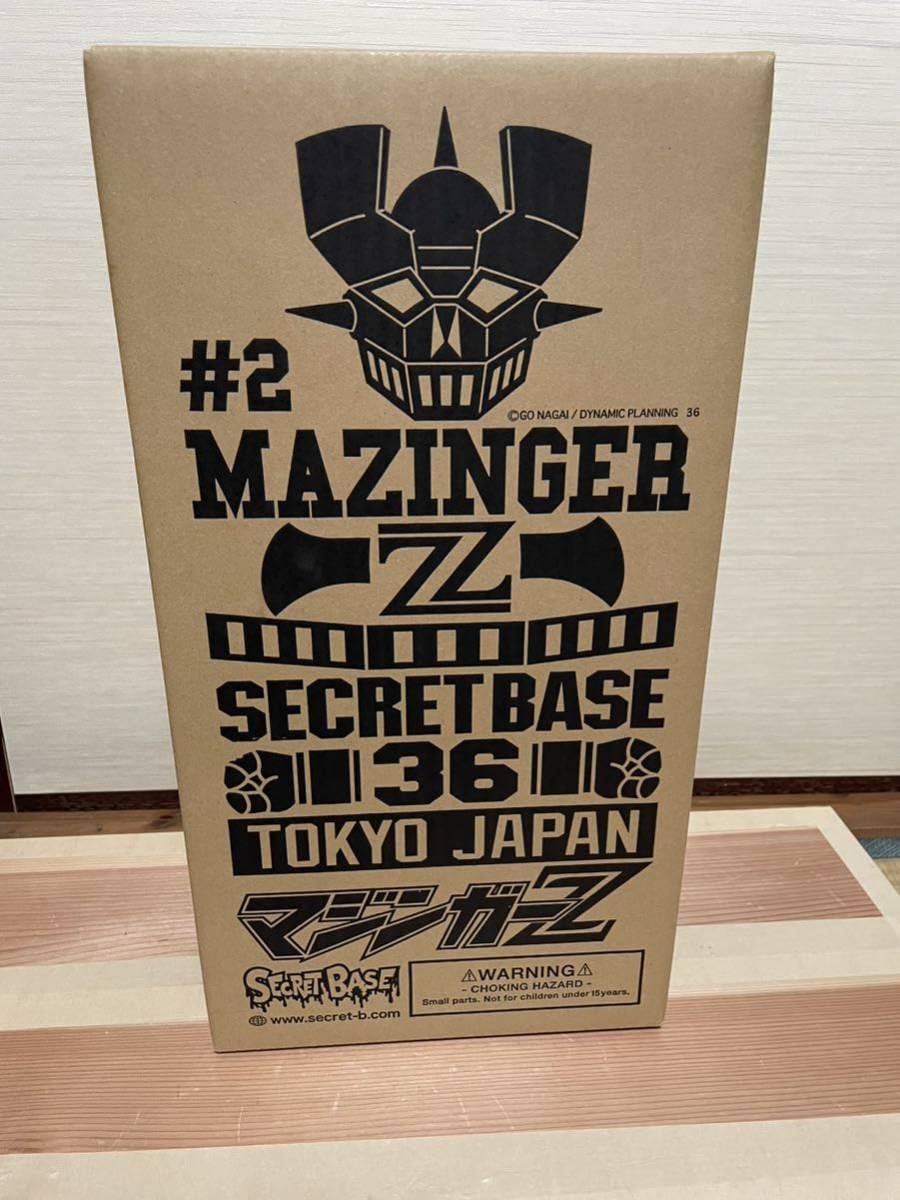 #2
©GO NAGAI / DYNAMIC PLANNING 36
MAZINGER
Z
SECRET BASE
36
TOKYO JAPAN
マジンガーZ
SECRET BASE
www.secret-b.com
⚠WARNING⚠
- CHOKING HAZARD -
Small parts. Not for children under 15years.